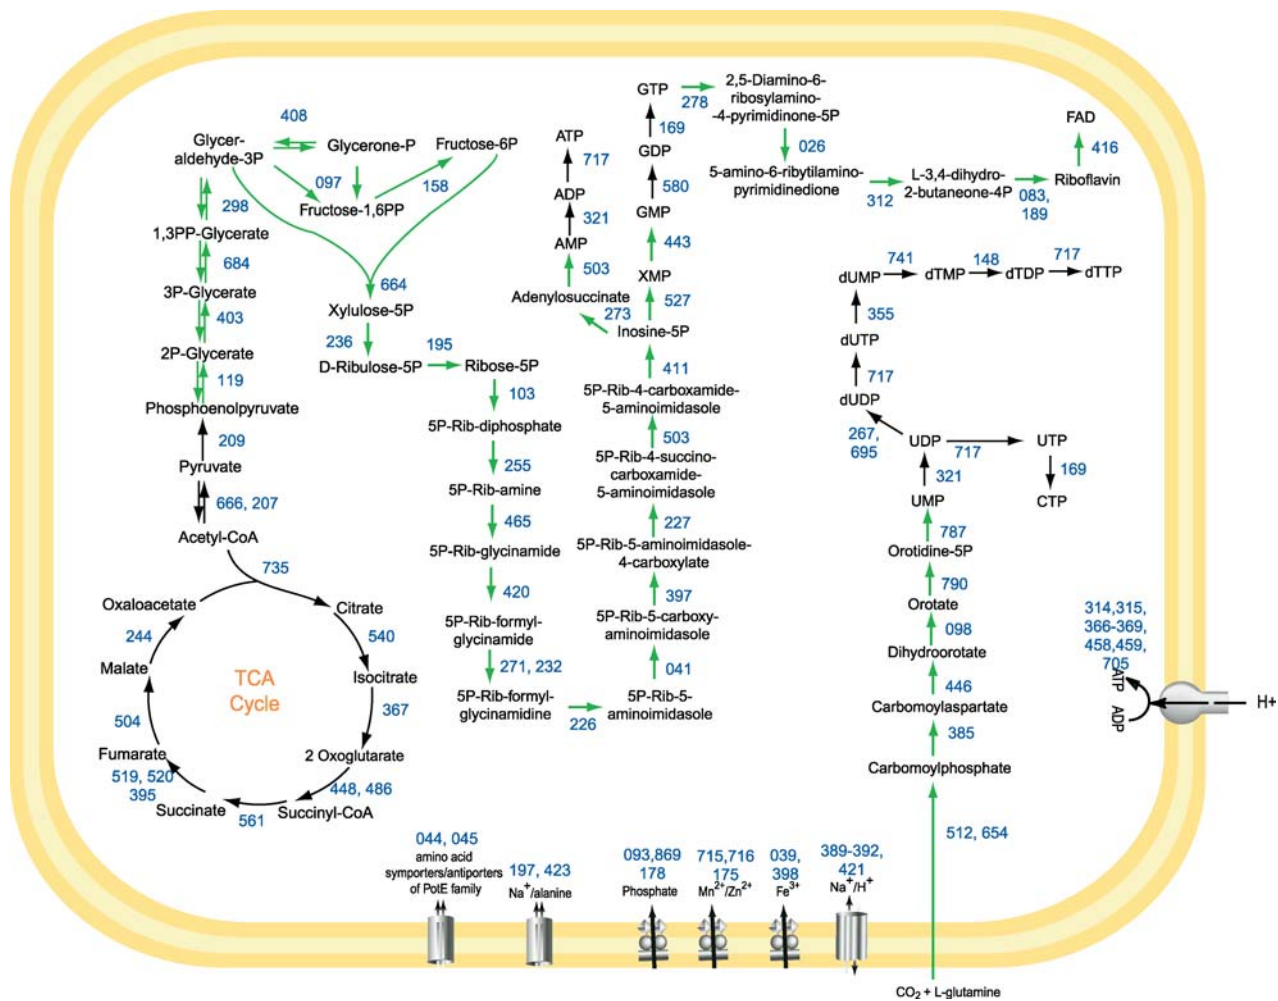 408
Glycer-
aldehyde-3P
Glycerone-P
Fructose-6P
097
158
Fructose-1,6PP
298
1,3PP-Glycerate
684
3P-Glycerate
403
2P-Glycerate
119
Phosphoenolpyruvate
209
Pyruvate
666, 207
Acetyl-CoA
735
Oxaloacetate
Citrate
244
540
Malate
Isocitrate
TCA
Cycle
504
367
Fumarate
2 Oxoglutarate
519, 520
395
448, 486
Succinate
Succinyl-CoA
561
664
Xylulose-5P
236
195
D-Ribulose-5P
Ribose-5P
103
5P-Rib-diphosphate
255
5P-Rib-amine
465
5P-Rib-glycinamide
420
5P-Rib-formyl-
glycinamide
271, 232
5P-Rib-formyl-
glycinamidine
226
5P-Rib-5-
aminoimidasole
041
5P-Rib-5-carboxy-
aminoimidasole
397
5P-Rib-5-aminoimidasole-
4-carboxylate
227
5P-Rib-4-succino-
carboxamide-
5-aminoimidasole
503
5P-Rib-4-carboxamide-
5-aminoimidasole
411
Inosine-5P
273
Adenylosuccinate
503
AMP
321
ADP
717
ATP
527
XMP
443
GMP
580
GDP
169
GTP
278
2,5-Diamino-6-
ribosylamino-
-4-pyrimidinone-5P
026
5-amino-6-ribytilamino-
pyrimidinedione
312
L-3,4-dihydro-
2-butaneone-4P
083,
189
Riboflavin
416
FAD
741
148
717
dUMP
dTMP
dTDP
dTTP
355
dUTP
717
dUDP
267,
695
UDP
717
UTP
169
CTP
321
UMP
787
Orotidine-5P
790
Orotate
098
Dihydroorotate
446
Carbomoylaspartate
385
Carbomoylphosphate
512, 654
CO2 + L-glutamine
314,315,
366-369,
458,459,
705
ATP
ADP
H+
044, 045
amino acid
symporters/antiporters
of PotE family
197, 423
Na+/alanine
093,869
178
Phosphate
715,716
175
Mn2+/Zn2+
039,
398
Fe3+
389-392,
421
Na+/H+